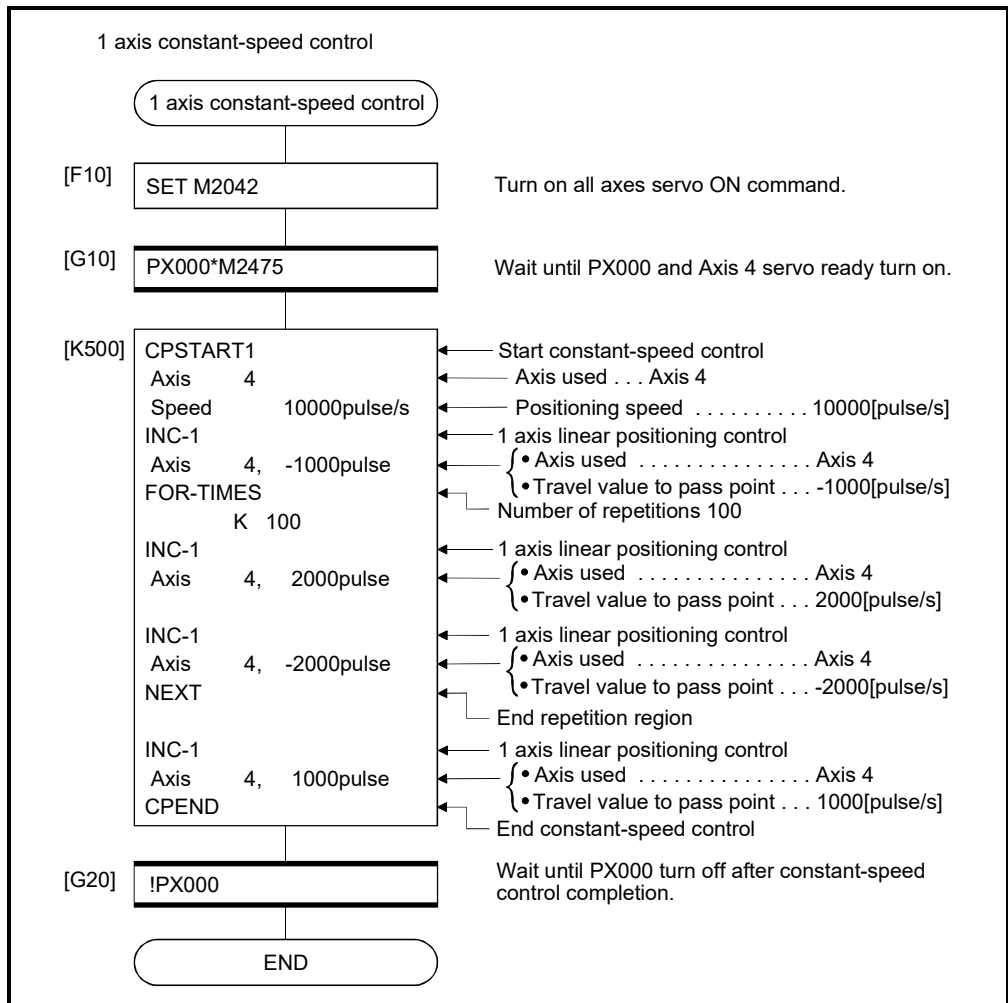 1 axis constant-speed control
1 axis constant-speed control
[F10] SET M2042 Turn on all axes servo ON command.
[G10] PX000*M2475 Wait until PX000 and Axis 4 servo ready turn on.
[K500] CPSTART1 Start constant-speed control
Axis 4 Axis used . . . Axis 4
Speed 10000pulse/s Positioning speed . . . . . . . . . . 10000[pulse/s]
INC-1 1 axis linear positioning control
Axis 4, -1000pulse • Axis used . . . . . . . . . . . . . . . Axis 4
• Travel value to pass point . . . -1000[pulse/s]
FOR-TIMES Number of repetitions 100
K 100
INC-1 1 axis linear positioning control
Axis 4, 2000pulse • Axis used . . . . . . . . . . . . . . . Axis 4
• Travel value to pass point . . . 2000[pulse/s]
INC-1 1 axis linear positioning control
Axis 4, -2000pulse • Axis used . . . . . . . . . . . . . . . Axis 4
• Travel value to pass point . . . -2000[pulse/s]
NEXT End repetition region
INC-1 1 axis linear positioning control
Axis 4, 1000pulse • Axis used . . . . . . . . . . . . . . . Axis 4
• Travel value to pass point . . . 1000[pulse/s]
CPEND End constant-speed control
[G20] !PX000 Wait until PX000 turn off after constant-speed
control completion.
END